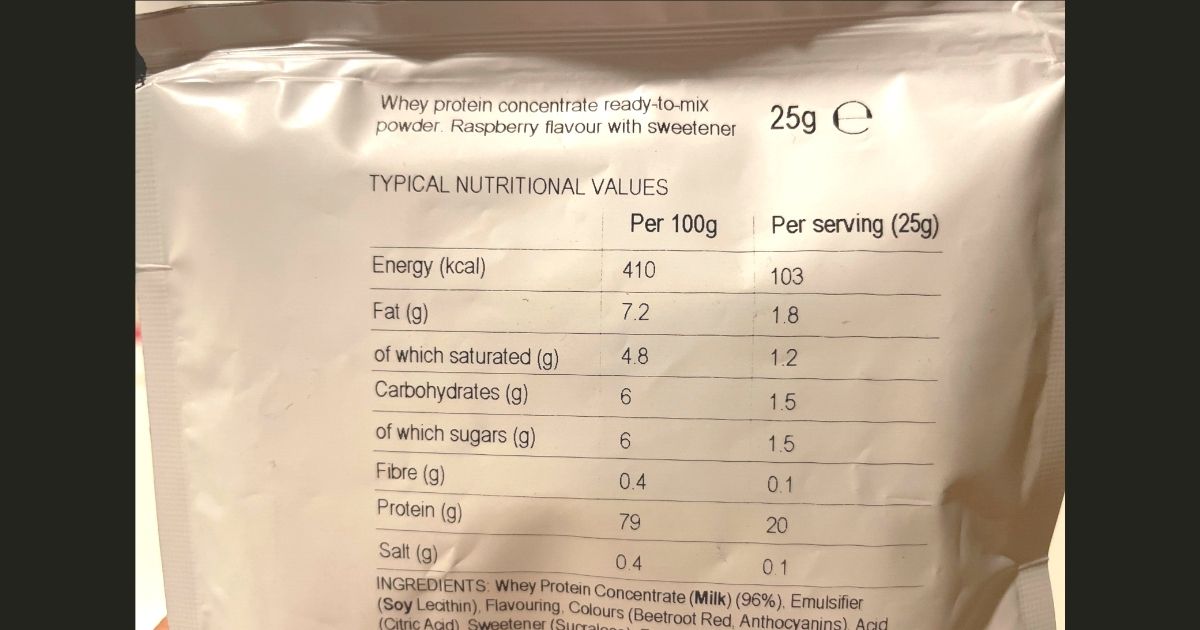 Whey protein concentrate ready-to-mix
powder. Raspberry flavour with sweetener
25g ℮
TYPICAL NUTRITIONAL VALUES
Per 100g Per serving (25g)
Energy (kcal) 410 103
Fat (g) 7.2 1.8
of which saturated (g) 4.8 1.2
Carbohydrates (g) 6 1.5
of which sugars (g) 6 1.5
Fibre (g) 0.4 0.1
Protein (g) 79 20
Salt (g) 0.4 0.1
INGREDIENTS: Whey Protein Concentrate (Milk) (96%), Emulsifier
(Soy Lecithin), Flavouring, Colours (Beetroot Red, Anthocyanins), Acid
(Citric Acid), Sweetener